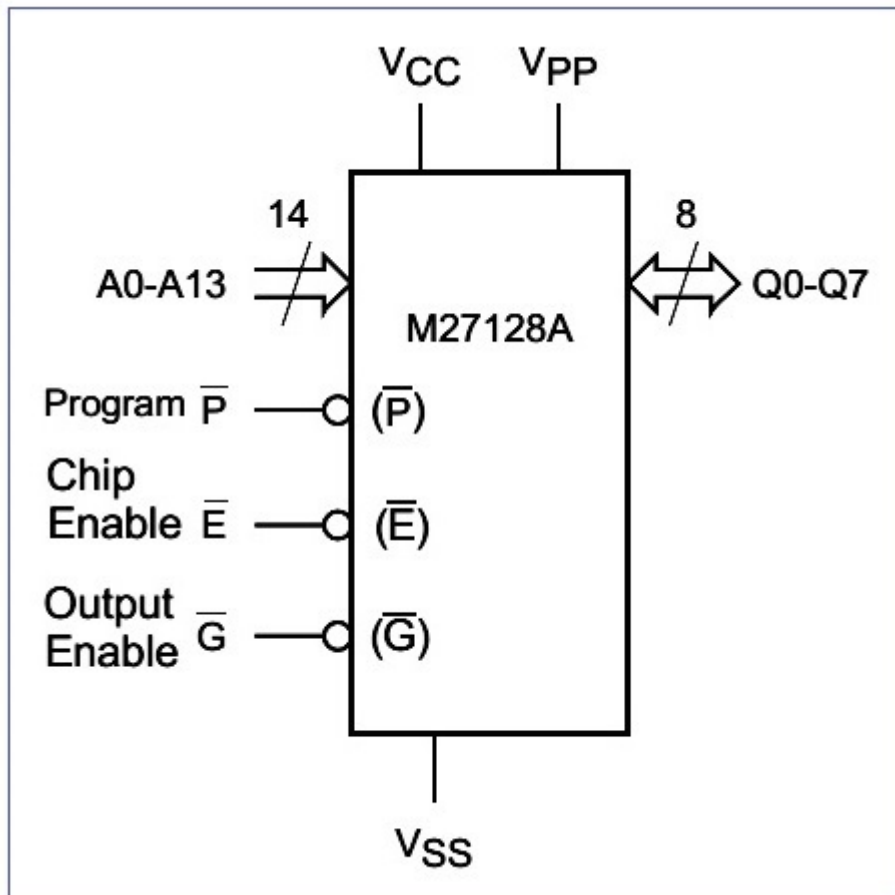 VCC VPP
14
8
A0-A13
Q0-Q7
M27128A
Program P̅ (P̅)
Chip
Enable E̅ (E̅)
Output
Enable G̅ (G̅)
VSS